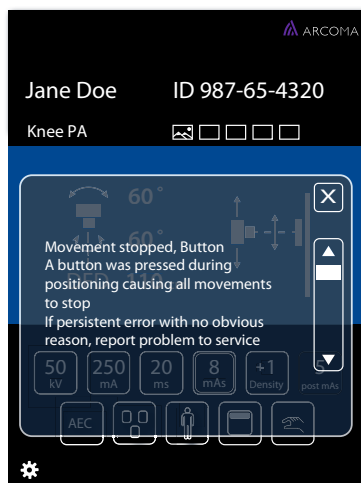 ARCOMA
Jane Doe ID 987-65-4320
Knee PA
60°
60°
Movement stopped, Button
A button was pressed during
positioning causing all movements
to stop
If persistent error with no obvious
reason, report problem to service
50 250 20 8 +1 5
kV mA ms mAs Density post mAs
AEC